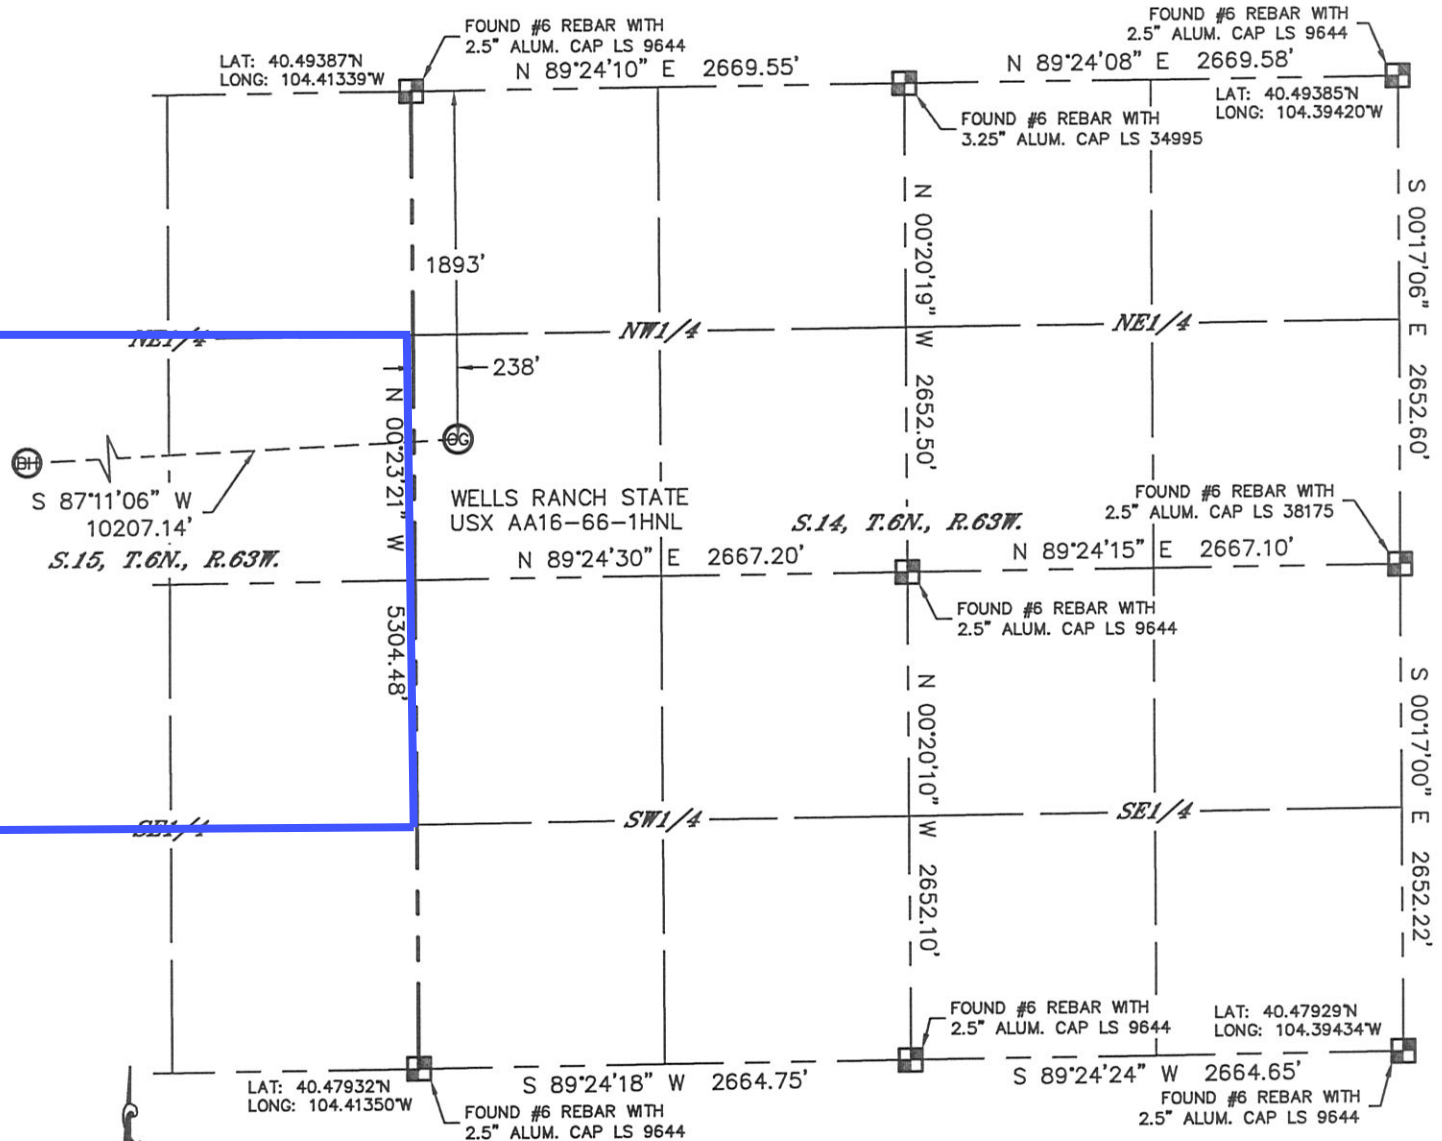 FOUND #6 REBAR WITH
2.5" ALUM. CAP LS 9644
FOUND #6 REBAR WITH
2.5" ALUM. CAP LS 9644
LAT: 40.49387°N
LONG: 104.41339°W
N 89°24'10" E 2669.55'
N 89°24'08" E 2669.58'
LAT: 40.49385°N
LONG: 104.39420°W
FOUND #6 REBAR WITH
3.25" ALUM. CAP LS 34995
N 00°20'19" W 2652.50'
S 00°17'06" E 2652.60'
1893'
NE1/4
NW1/4
NE1/4
238'
N 00°23'21" W 5304.48'
BH
S 87°11'06" W
10207.14'
WELLS RANCH STATE
USX AA16-66-1HNL
S.14, T.6N., R.63W.
FOUND #6 REBAR WITH
2.5" ALUM. CAP LS 38175
S.15, T.6N., R.63W.
N 89°24'30" E 2667.20'
N 89°24'15" E 2667.10'
FOUND #6 REBAR WITH
2.5" ALUM. CAP LS 9644
N 00°20'10" W 2652.10'
S 00°17'00" E 2652.22'
SE1/4
SW1/4
SE1/4
FOUND #6 REBAR WITH
2.5" ALUM. CAP LS 9644
LAT: 40.47929°N
LONG: 104.39434°W
LAT: 40.47932°N
LONG: 104.41350°W
S 89°24'18" W 2664.75'
S 89°24'24" W 2664.65'
FOUND #6 REBAR WITH
2.5" ALUM. CAP LS 9644
FOUND #6 REBAR WITH
2.5" ALUM. CAP LS 9644